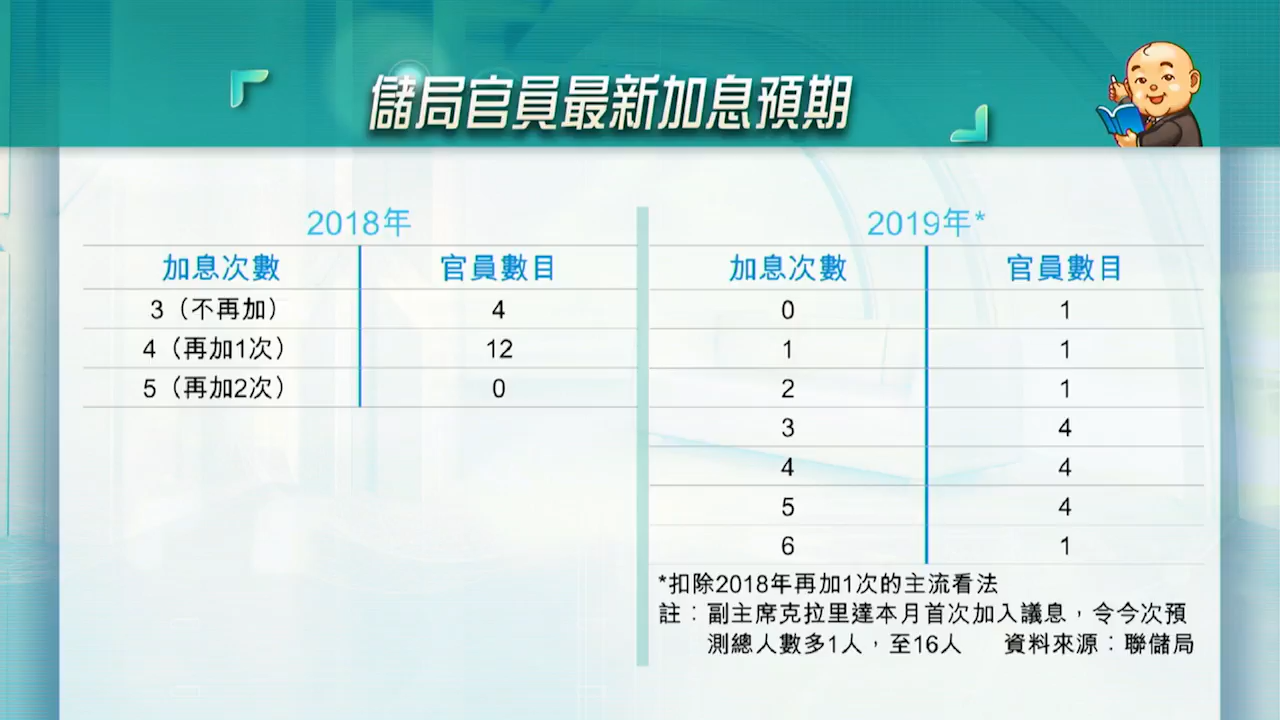 儲局官員最新加息預期
2018年
加息次數 官員數目
3（不再加） 4
4（再加1次） 12
5（再加2次） 0
2019年*
加息次數 官員數目
0 1
1 1
2 1
3 4
4 4
5 4
6 1
*扣除2018年再加1次的主流看法
註：副主席克拉里達本月首次加入議息，令今次預
測總人數多1人，至16人 資料來源：聯儲局